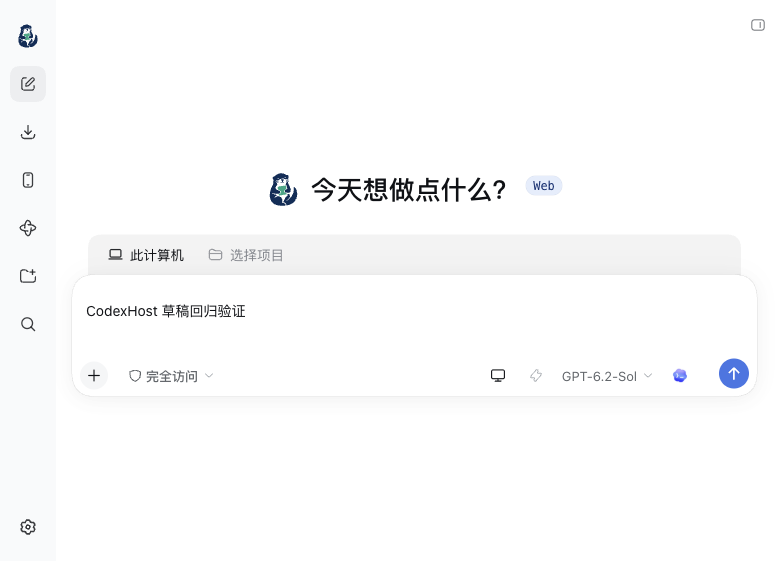 今天想做点什么?
Web
此计算机
选择项目
CodexHost 草稿回归验证
完全访问
GPT-6.2-Sol